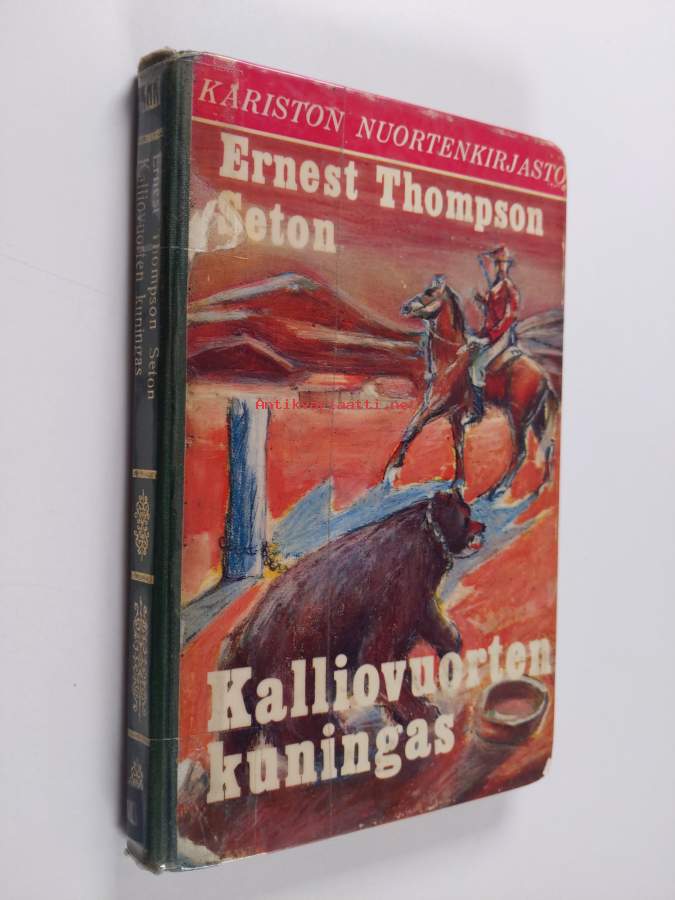 KARISTON NUORTENKIRJASTO
Ernest Thompson
Seton
Kalliovuorten
kuningas
Ernest Thompson Seton
Kalliovuorten kuningas
Antikvariaatti.net